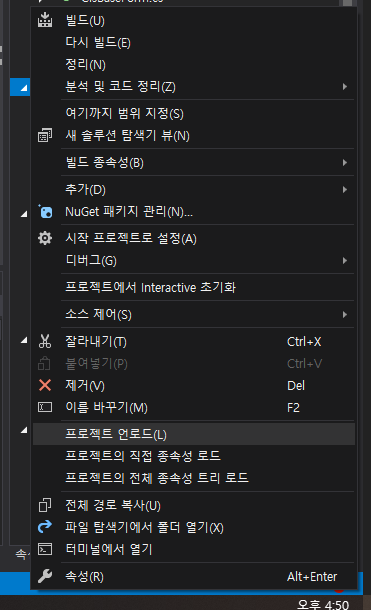 빌드(U)
다시 빌드(E)
정리(N)
분석 및 코드 정리(Z)
여기까지 범위 지정(S)
새 솔루션 탐색기 뷰(N)
빌드 종속성(B)
추가(D)
NuGet 패키지 관리(N)...
시작 프로젝트로 설정(A)
디버그(G)
프로젝트에서 Interactive 초기화
소스 제어(S)
잘라내기(T) Ctrl+X
붙여넣기(P) Ctrl+V
제거(V) Del
이름 바꾸기(M) F2
프로젝트 언로드(L)
프로젝트의 직접 종속성 로드
프로젝트의 전체 종속성 트리 로드
전체 경로 복사(U)
파일 탐색기에서 폴더 열기(X)
터미널에서 열기
속성(R) Alt+Enter
오후 4:50